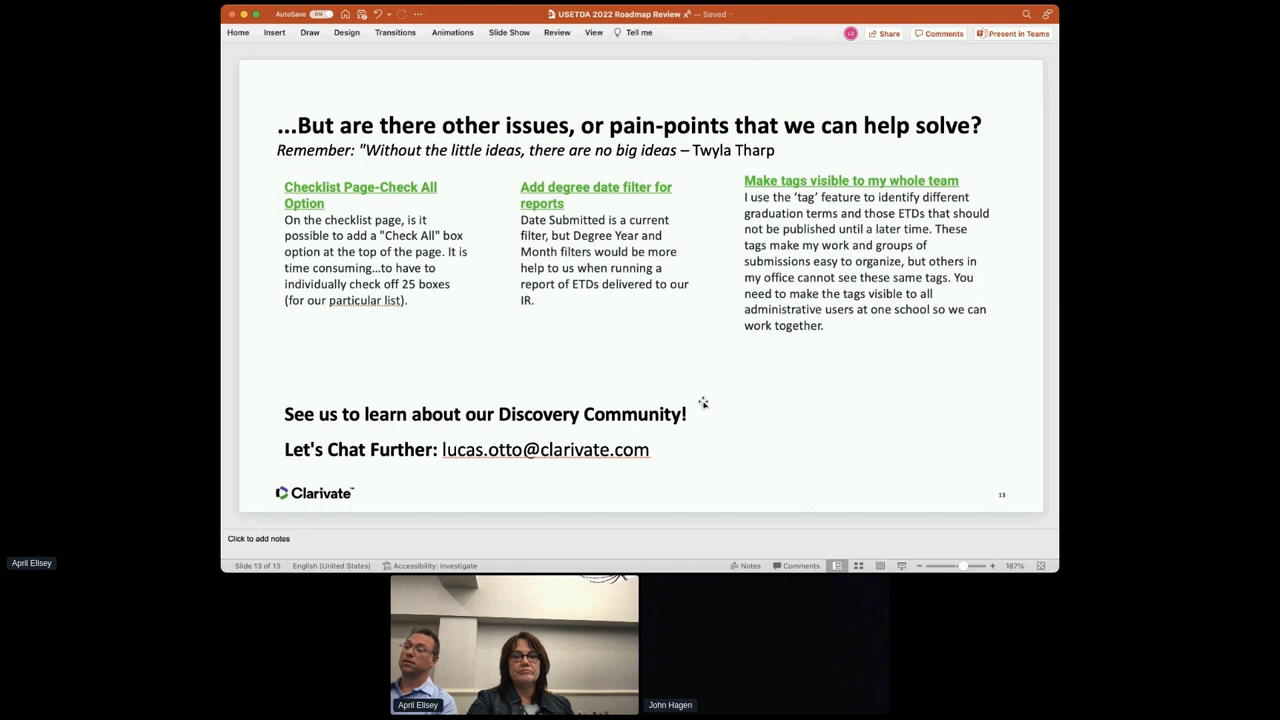 AutoSave ON
USETDA 2022 Roadmap Review — Saved
Home Insert Draw Design Transitions Animations Slide Show Review View Tell me
LO Share Comments Present in Teams
...But are there other issues, or pain-points that we can help solve?
Remember: "Without the little ideas, there are no big ideas – Twyla Tharp
Checklist Page-Check All
Option
On the checklist page, is it
possible to add a "Check All" box
option at the top of the page. It is
time consuming...to have to
individually check off 25 boxes
(for our particular list).
Add degree date filter for
reports
Date Submitted is a current
filter, but Degree Year and
Month filters would be more
help to us when running a
report of ETDs delivered to our
IR.
Make tags visible to my whole team
I use the ‘tag’ feature to identify different
graduation terms and those ETDs that should
not be published until a later time. These
tags make my work and groups of
submissions easy to organize, but others in
my office cannot see these same tags. You
need to make the tags visible to all
administrative users at one school so we can
work together.
See us to learn about our Discovery Community!
Let's Chat Further: lucas.otto@clarivate.com
Clarivate™
13
Click to add notes
Slide 13 of 13 English (United States) Accessibility: Investigate
Notes Comments 187%
April Ellsey
April Ellsey
John Hagen